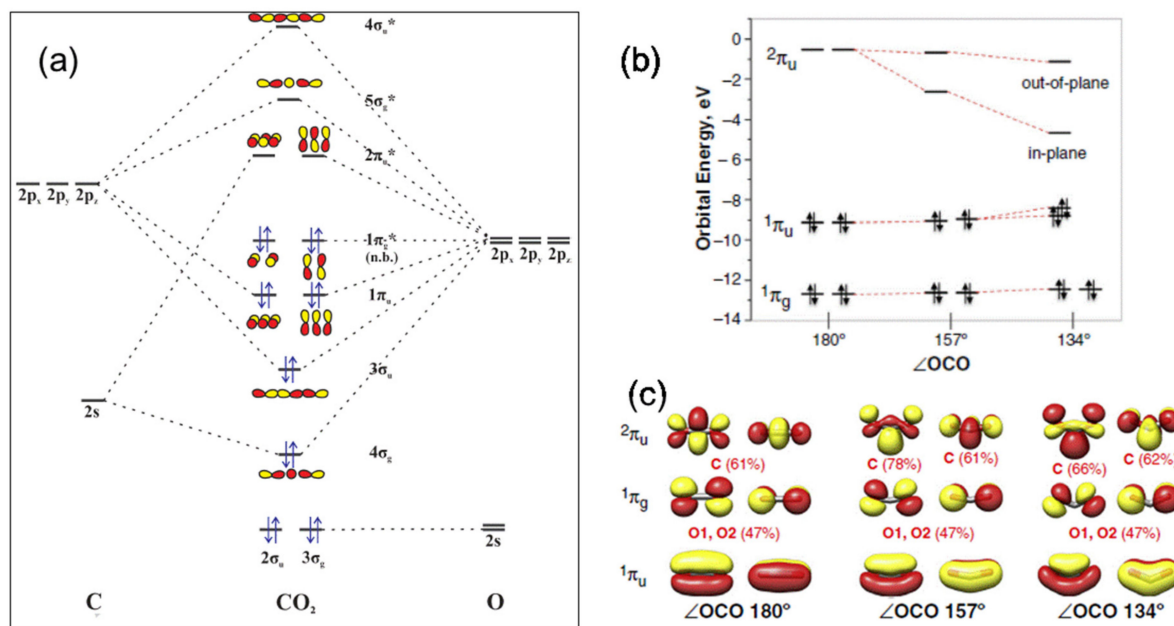 (a)
4σu*
5σg*
2πu*
2px 2py 2pz
1πg*
(n.b.)
2px 2py 2pz
1πu
3σu
2s
4σg
2σu 3σg
2s
C CO2 O
(b)
Orbital Energy, eV
0
−2
−4
−6
−8
−10
−12
−14
2πu
1πu
1πg
out-of-plane
in-plane
180° 157° 134°
∠OCO
(c)
2πu
C (61%) C (78%) (61%) C (66%) C (62%)
1πg
O1, O2 (47%) O1, O2 (47%) O1, O2 (47%)
1πu
∠OCO 180° ∠OCO 157° ∠OCO 134°